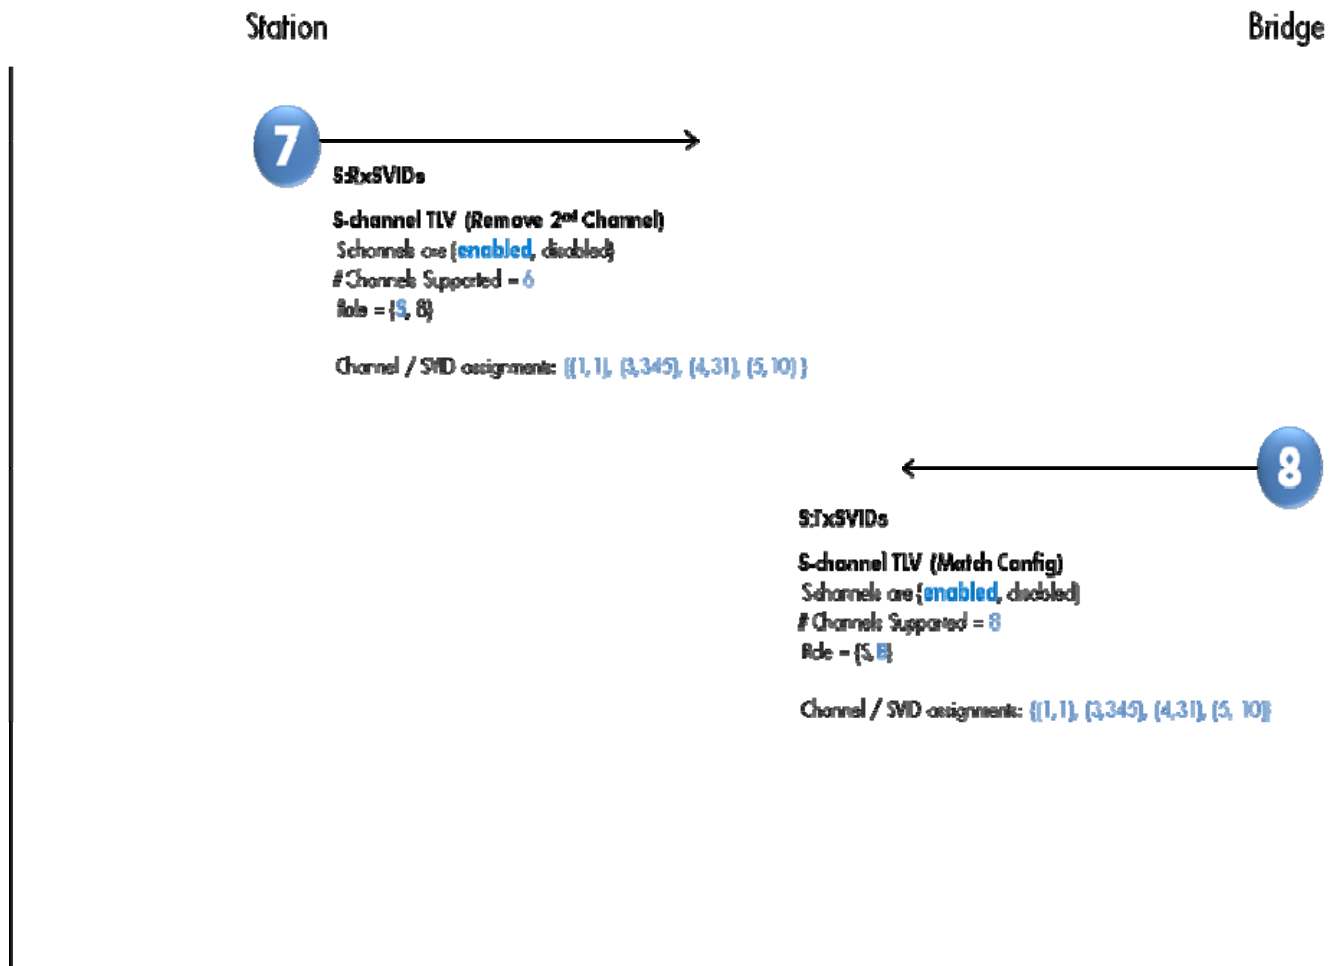 Station
Bridge
7
S:RxSVIDs
S-channel TLV (Remove 2nd Channel)
S-channels are {enabled, disabled}
# Channels Supported = 6
Role = {S, B}
Channel / SVID assignments: {(1,1), (3,345), (4,31), (5,10) }
8
S:TxSVIDs
S-channel TLV (Match Config)
S-channels are {enabled, disabled}
# Channels Supported = 8
Role = {S, B}
Channel / SVID assignments: {(1,1), (3,345), (4,31), (5, 10)}